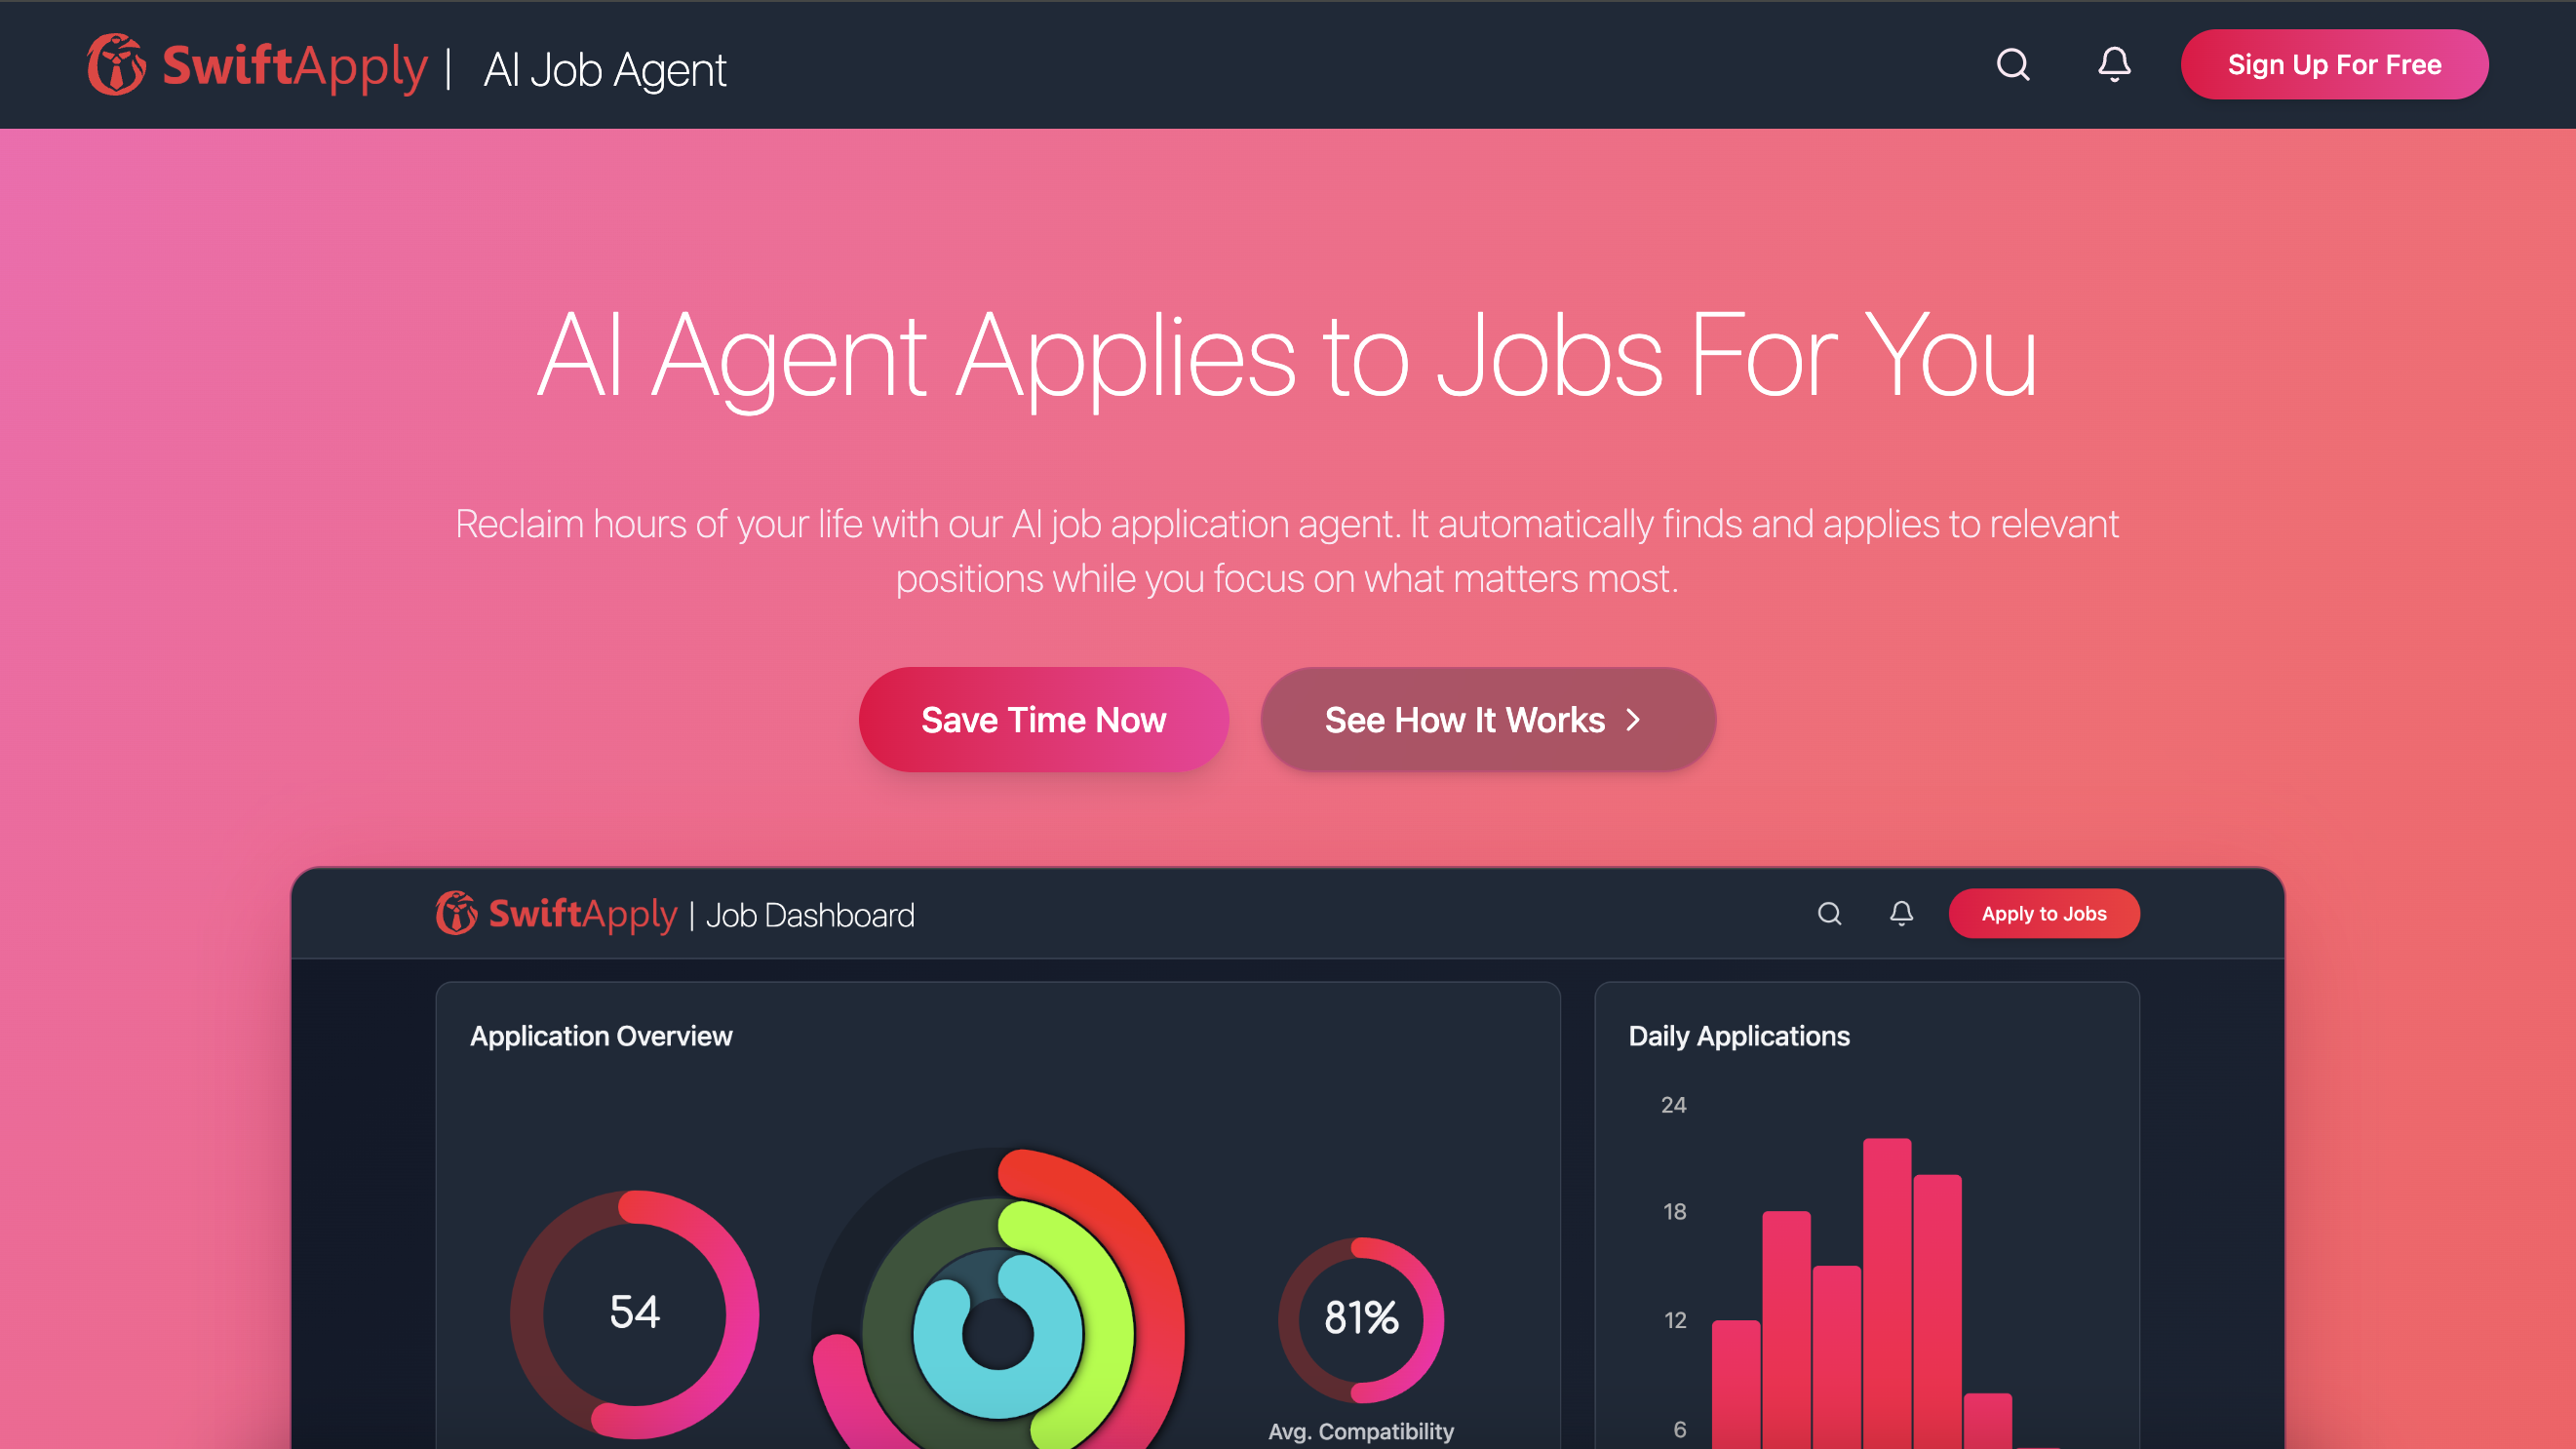 SwiftApply | AI Job Agent
Sign Up For Free
AI Agent Applies to Jobs For You
Reclaim hours of your life with our AI job application agent. It automatically finds and applies to relevant
positions while you focus on what matters most.
Save Time Now
See How It Works
SwiftApply | Job Dashboard
Apply to Jobs
Application Overview
54
81%
Avg. Compatibility
Daily Applications
24
18
12
6